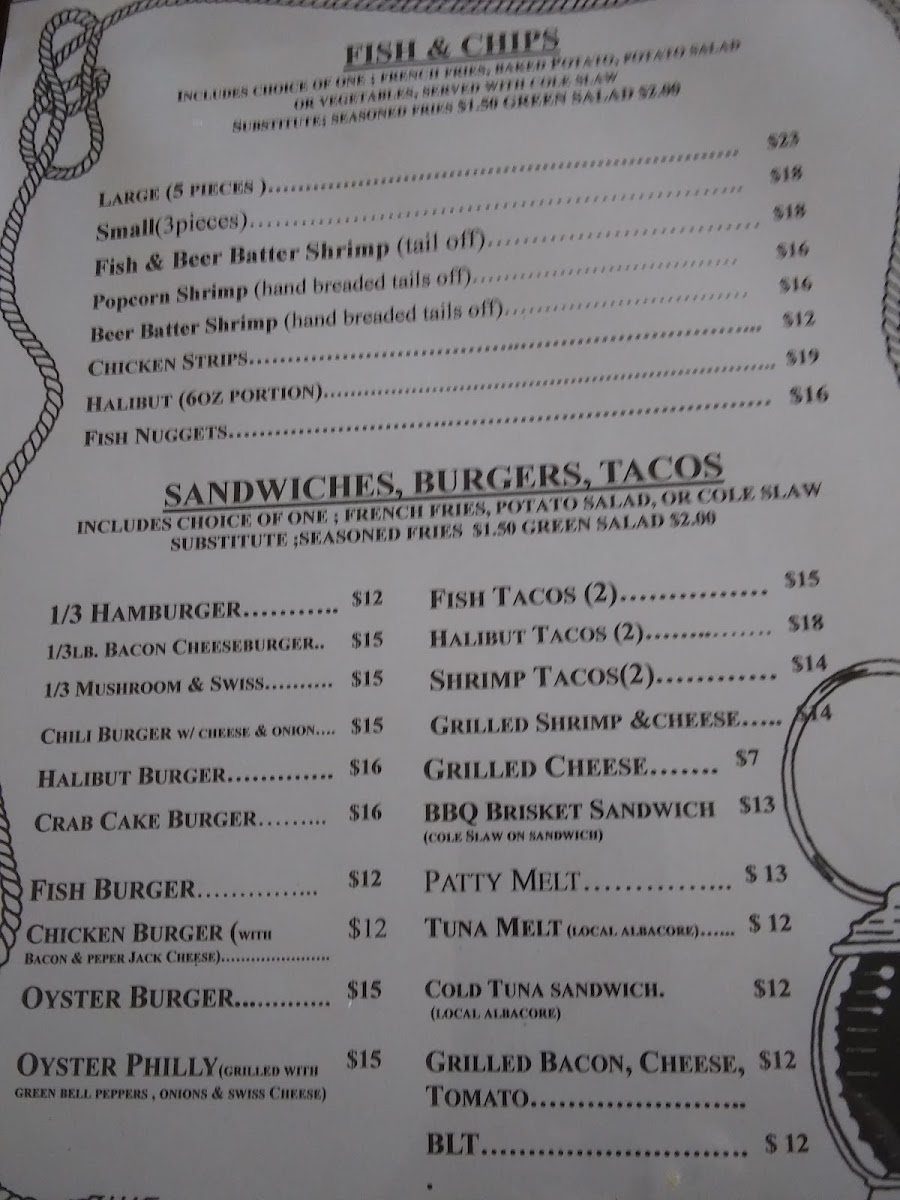 FISH & CHIPS
INCLUDES CHOICE OF ONE ; FRENCH FRIES, BAKED POTATO, POTATO SALAD
OR VEGETABLES, SERVED WITH COLE SLAW
SUBSTITUTE; SEASONED FRIES $1.50 GREEN SALAD $2.00
LARGE (5 PIECES )........................................ $23
Small(3pieces)........................................ $18
Fish & Beer Batter Shrimp (tail off)........................ $18
Popcorn Shrimp (hand breaded tails off)........................ $16
Beer Batter Shrimp (hand breaded tails off)........................ $16
CHICKEN STRIPS........................................ $12
HALIBUT (6OZ PORTION)........................................ $19
FISH NUGGETS........................................ $16
SANDWICHES, BURGERS, TACOS
INCLUDES CHOICE OF ONE ; FRENCH FRIES, POTATO SALAD, OR COLE SLAW
SUBSTITUTE ;SEASONED FRIES $1.50 GREEN SALAD $2.00
1/3 HAMBURGER........... $12
1/3LB. BACON CHEESEBURGER.. $15
1/3 MUSHROOM & SWISS.......... $15
CHILI BURGER W/ CHEESE & ONION.... $15
HALIBUT BURGER............. $16
CRAB CAKE BURGER......... $16
FISH BURGER............... $12
CHICKEN BURGER (WITH $12
BACON & PEPER JACK CHEESE)......................
OYSTER BURGER............ $15
OYSTER PHILLY(GRILLED WITH $15
GREEN BELL PEPPERS , ONIONS & SWISS CHEESE)
FISH TACOS (2)............... $15
HALIBUT TACOS (2)................ $18
SHRIMP TACOS(2)............ $14
GRILLED SHRIMP &CHEESE..... $14
GRILLED CHEESE....... $7
BBQ BRISKET SANDWICH $13
(COLE SLAW ON SANDWICH)
PATTY MELT............... $ 13
TUNA MELT (LOCAL ALBACORE)...... $ 12
COLD TUNA SANDWICH. $12
(LOCAL ALBACORE)
GRILLED BACON, CHEESE, $12
TOMATO........................
BLT............................. $ 12
.